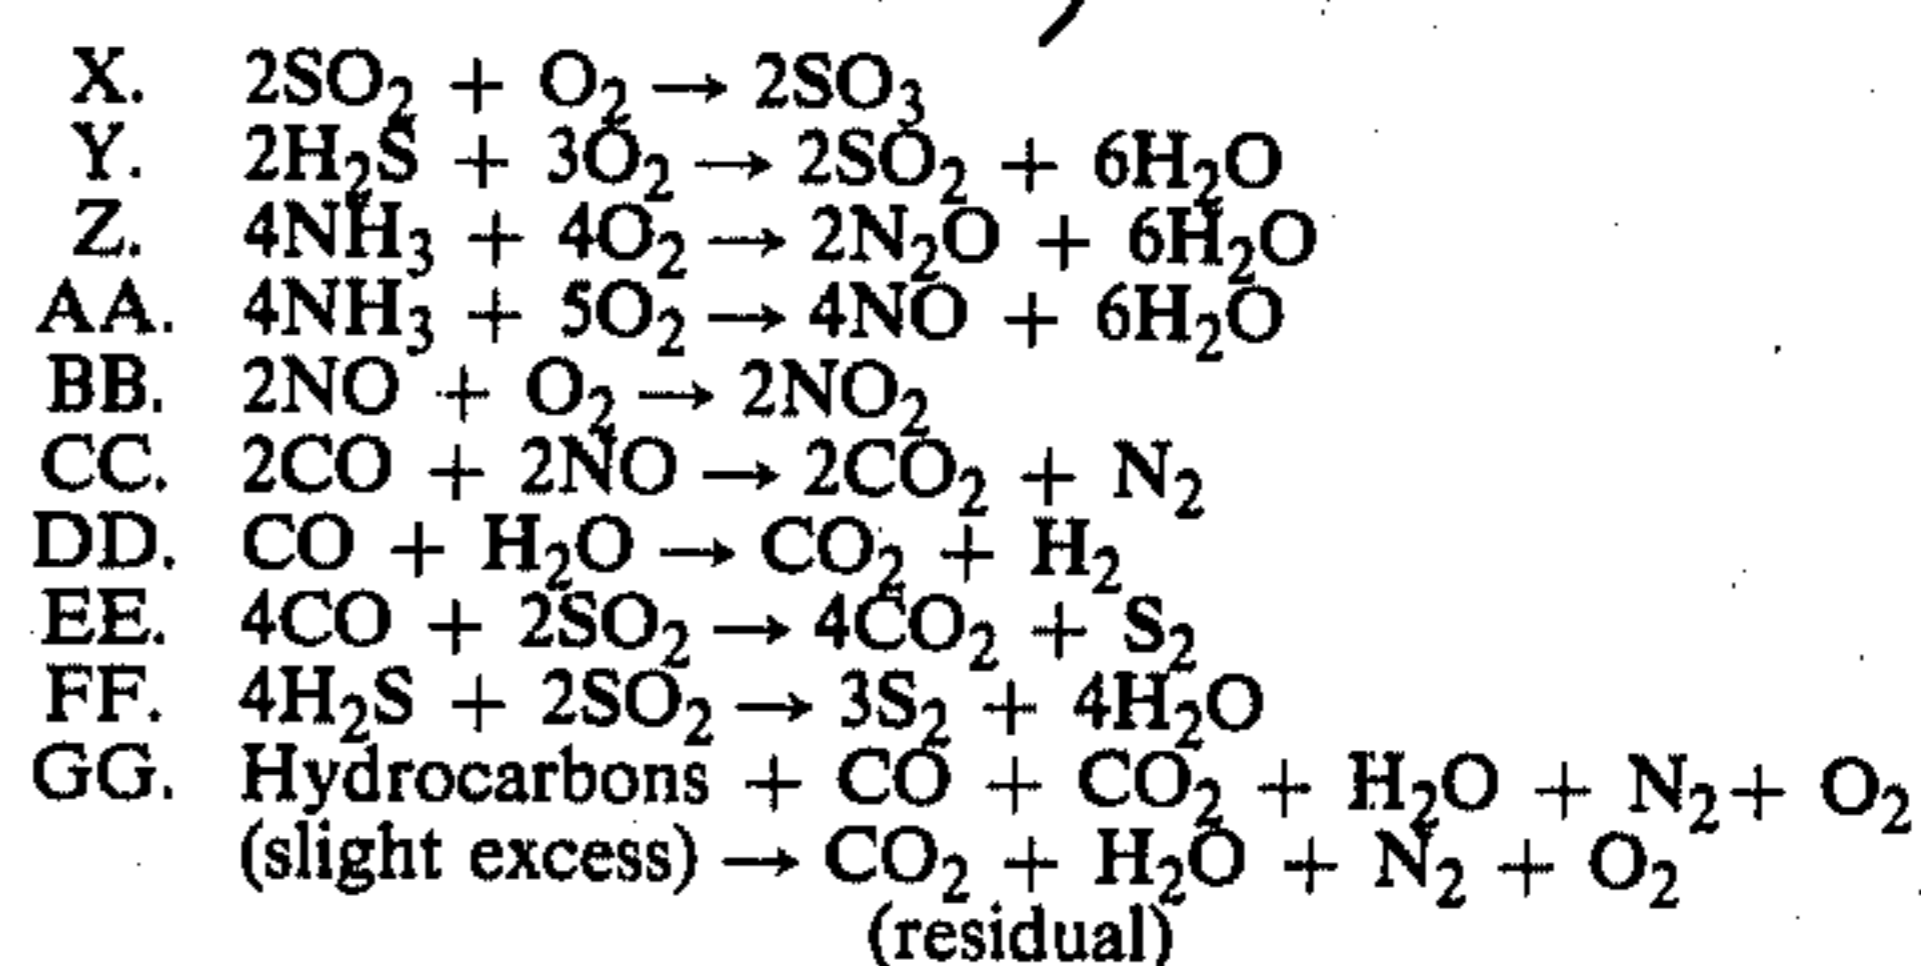 X. 2SO₂ + O₂ → 2SO₃
Y. 2H₂S + 3O₂ → 2SO₂ + 6H₂O
Z. 4NH₃ + 4O₂ → 2N₂O + 6H₂O
AA. 4NH₃ + 5O₂ → 4NO + 6H₂O
BB. 2NO + O₂ → 2NO₂
CC. 2CO + 2NO → 2CO₂ + N₂
DD. CO + H₂O → CO₂ + H₂
EE. 4CO + 2SO₂ → 4CO₂ + S₂
FF. 4H₂S + 2SO₂ → 3S₂ + 4H₂O
GG. Hydrocarbons + CO + CO₂ + H₂O + N₂ + O₂
(slight excess) → CO₂ + H₂O + N₂ + O₂
(residual)